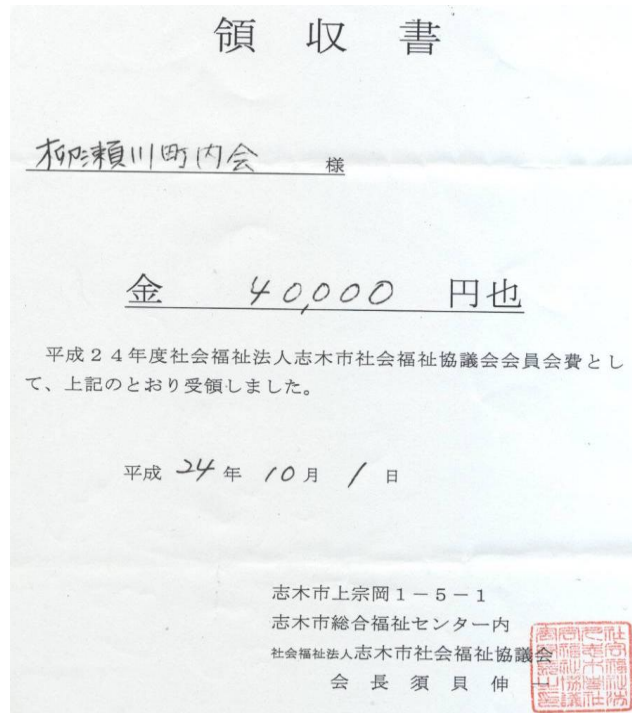 領収書
柳瀬川町内会 様
金 40,000 円也
平成24年度社会福祉法人志木市社会福祉協議会会員会費とし
て、上記のとおり受領しました。
平成 24 年 10 月 1 日
志木市上宗岡1-5-1
志木市総合福祉センター内
社会福祉法人志木市社会福祉協議会
会長須貝伸